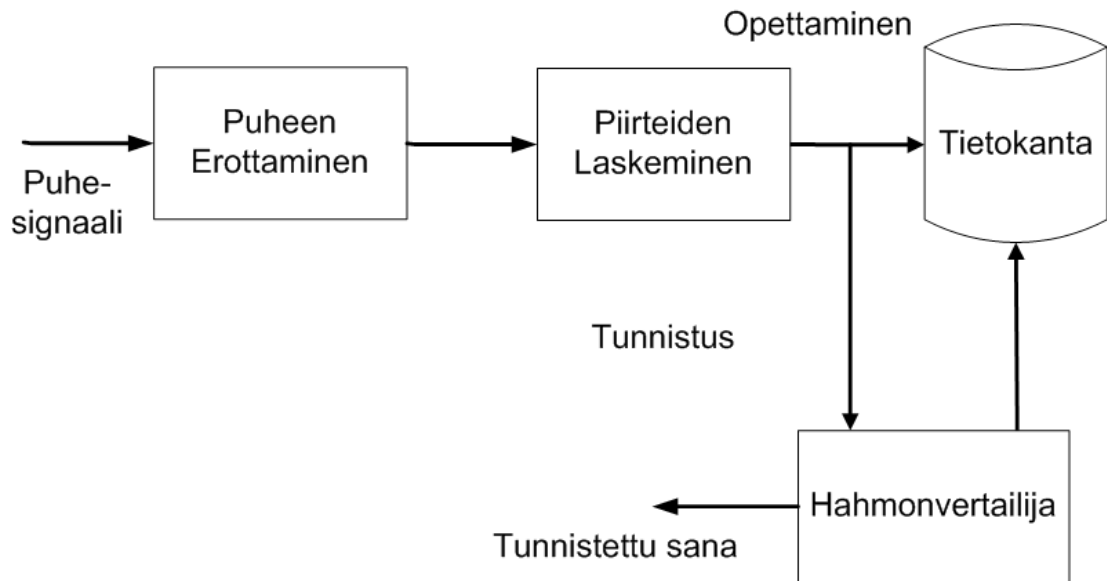 Opettaminen
Puheen
Erottaminen
Piirteiden
Laskeminen
Tietokanta
Puhe-
signaali
Tunnistus
Hahmonvertailija
Tunnistettu sana